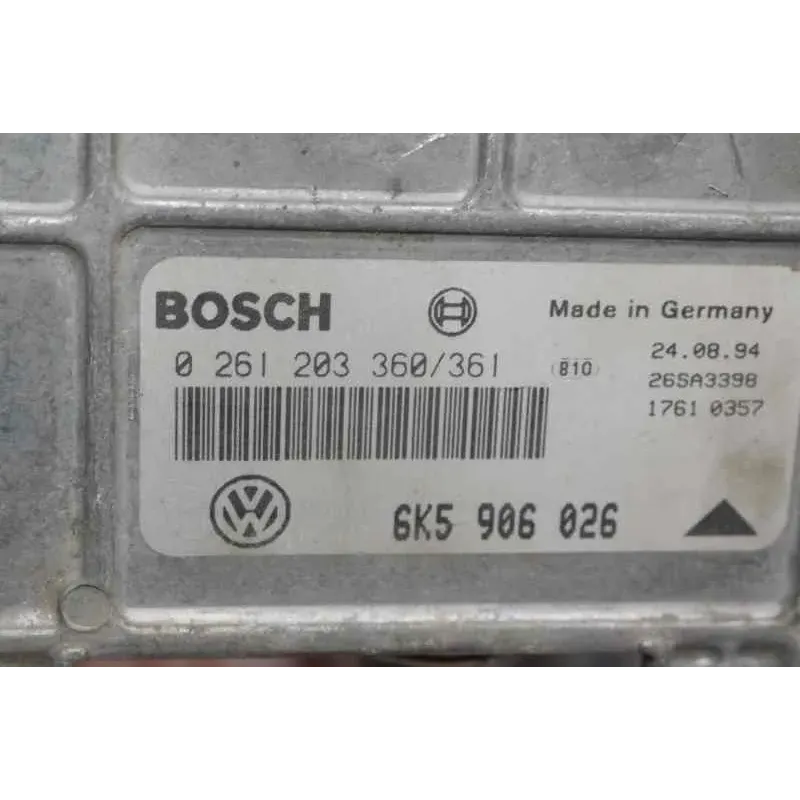 BOSCH
Made in Germany
0 261 203 360/361
810
24.08.94
26SA3398
1761 0357
6K5 906 026